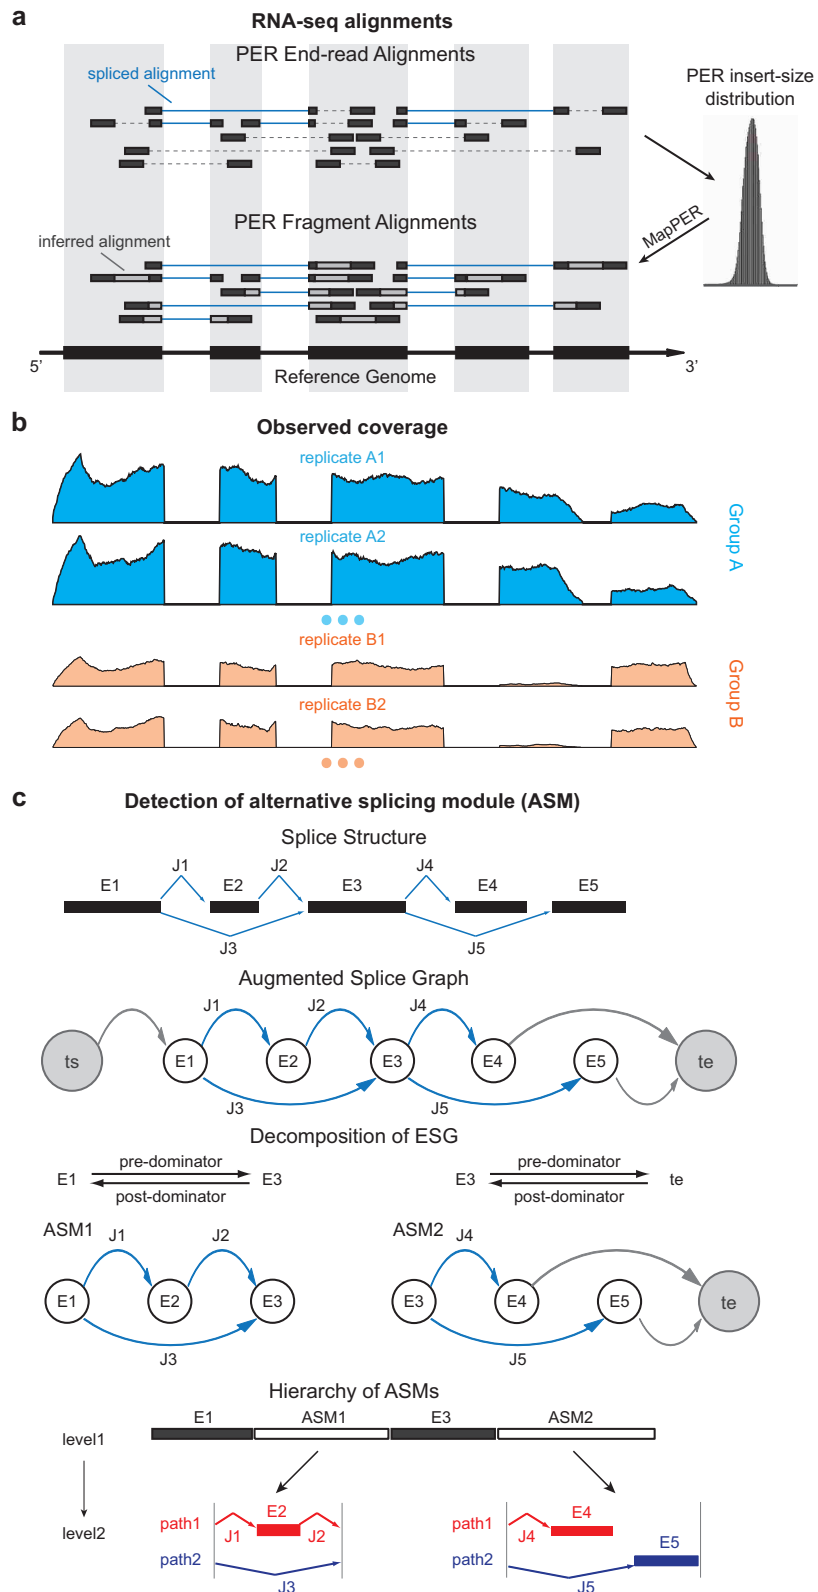 a
RNA-seq alignments
PER End-read Alignments
spliced alignment
PER insert-size
distribution
PER Fragment Alignments
inferred alignment
MapPER
5’
Reference Genome
3’
b
Observed coverage
replicate A1
replicate A2
Group A
replicate B1
replicate B2
Group B
c
Detection of alternative splicing module (ASM)
Splice Structure
J1 J2 J4
E1 E2 E3 E4 E5
J3 J5
Augmented Splice Graph
J1 J2 J4
ts E1 E2 E3 E4 E5 te
J3 J5
Decomposition of ESG
E1 pre-dominator E3
post-dominator
E3 pre-dominator te
post-dominator
ASM1 J1 J2
E1 E2 E3
J3
ASM2 J4
E3 E4 E5 te
J5
Hierarchy of ASMs
E1 ASM1 E3 ASM2
level1
level2
path1 J1 E2 J2
path2 J3
path1 J4 E4
path2 J5 E5